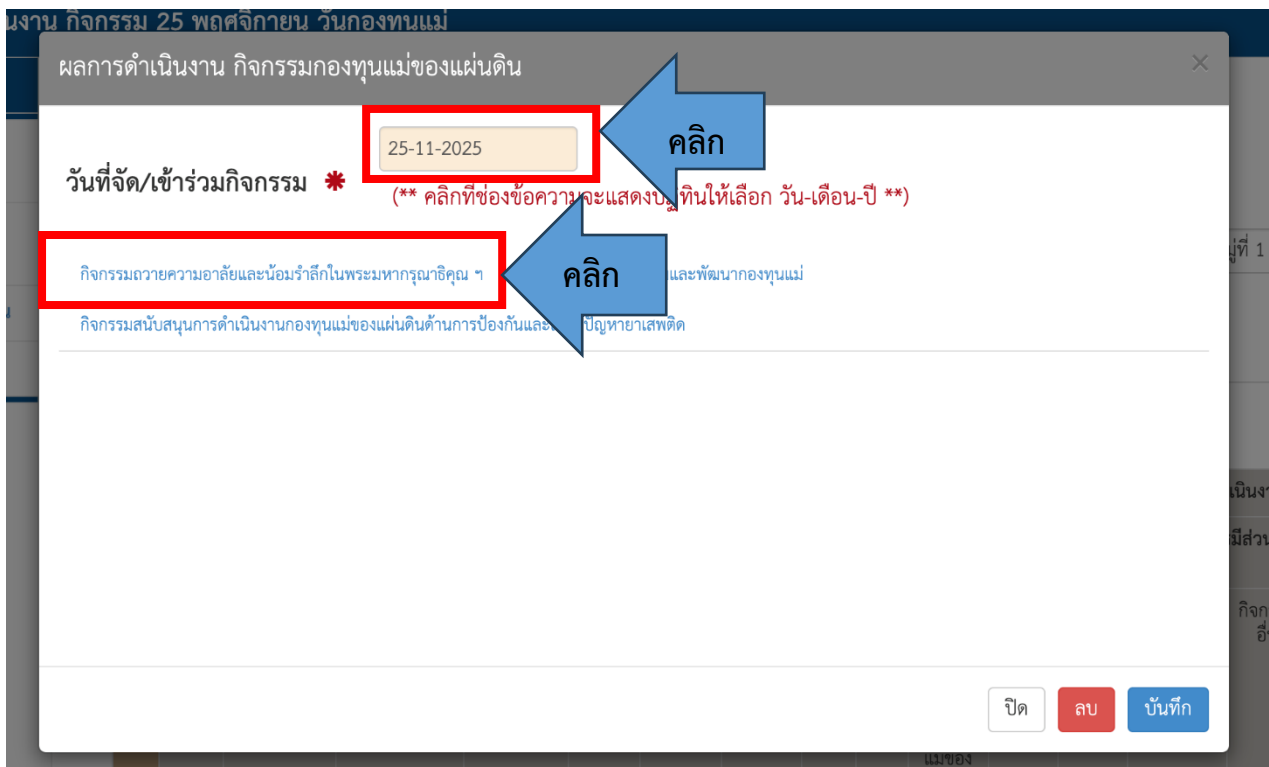 นงาน กิจกรรม 25 พฤศจิกายน วันกองทุนแม่
ผลการดำเนินงาน กิจกรรมกองทุนแม่ของแผ่นดิน
×
25-11-2025
คลิก
วันที่จัด/เข้าร่วมกิจกรรม
(** คลิกที่ช่องข้อความจะแสดงปฏิทินให้เลือก วัน-เดือน-ปี **)
กิจกรรมถวายความอาลัยและน้อมรำลึกในพระมหากรุณาธิคุณ ฯ
คลิก
และพัฒนากองทุนแม่
ที่ 1
กิจกรรมสนับสนุนการดำเนินงานกองทุนแม่ของแผ่นดินด้านการป้องกันและ ปัญหายาเสพติด
มีส่วน
ปิด
ลบ
บันทึก
แม่ของ